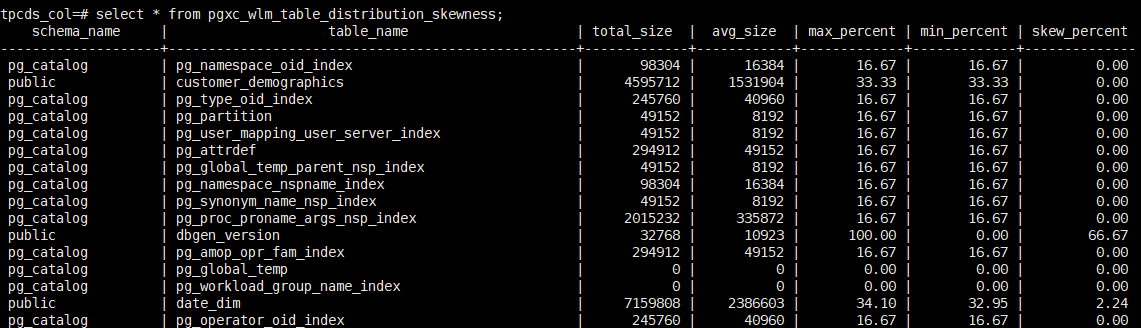 tpcds_col=# select * from pgxc_wlm_table_distribution_skewness;
schema_name | table_name | total_size | avg_size | max_percent | min_percent | skew_percent
-------------------+-------------------------------------------------+------------+----------+-------------+-------------+--------------
pg_catalog | pg_namespace_oid_index | 98304 | 16384 | 16.67 | 16.67 | 0.00
public | customer_demographics | 4595712 | 1531904 | 33.33 | 33.33 | 0.00
pg_catalog | pg_type_oid_index | 245760 | 40960 | 16.67 | 16.67 | 0.00
pg_catalog | pg_partition | 49152 | 8192 | 16.67 | 16.67 | 0.00
pg_catalog | pg_user_mapping_user_server_index | 49152 | 8192 | 16.67 | 16.67 | 0.00
pg_catalog | pg_attrdef | 294912 | 49152 | 16.67 | 16.67 | 0.00
pg_catalog | pg_global_temp_parent_nsp_index | 49152 | 8192 | 16.67 | 16.67 | 0.00
pg_catalog | pg_namespace_nspname_index | 98304 | 16384 | 16.67 | 16.67 | 0.00
pg_catalog | pg_synonym_name_nsp_index | 49152 | 8192 | 16.67 | 16.67 | 0.00
pg_catalog | pg_proc_proname_args_nsp_index | 2015232 | 335872 | 16.67 | 16.67 | 0.00
public | dbgen_version | 32768 | 10923 | 100.00 | 0.00 | 66.67
pg_catalog | pg_amop_opr_fam_index | 294912 | 49152 | 16.67 | 16.67 | 0.00
pg_catalog | pg_global_temp | 0 | 0 | 0.00 | 0.00 | 0.00
pg_catalog | pg_workload_group_name_index | 0 | 0 | 0.00 | 0.00 | 0.00
public | date_dim | 7159808 | 2386603 | 34.10 | 32.95 | 2.24
pg_catalog | pg_operator_oid_index | 245760 | 40960 | 16.67 | 16.67 | 0.00